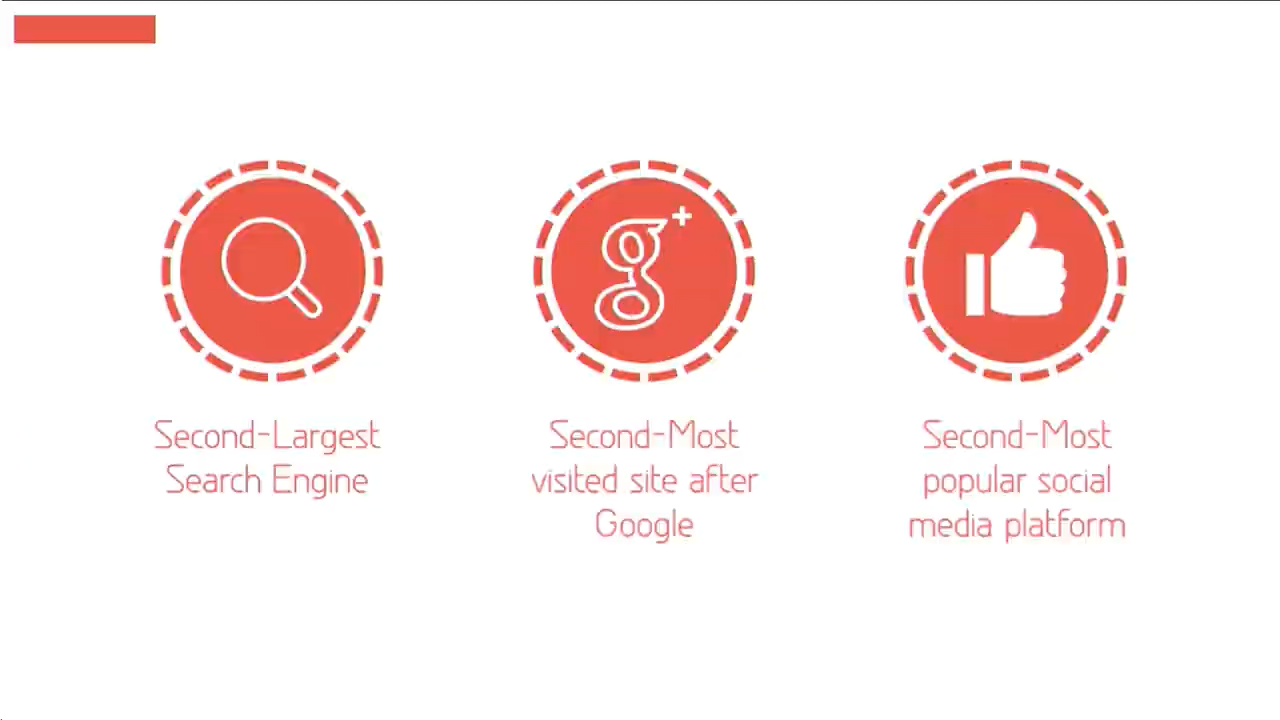 Second-Largest
Search Engine
Second-Most
visited site after
Google
Second-Most
popular social
media platform